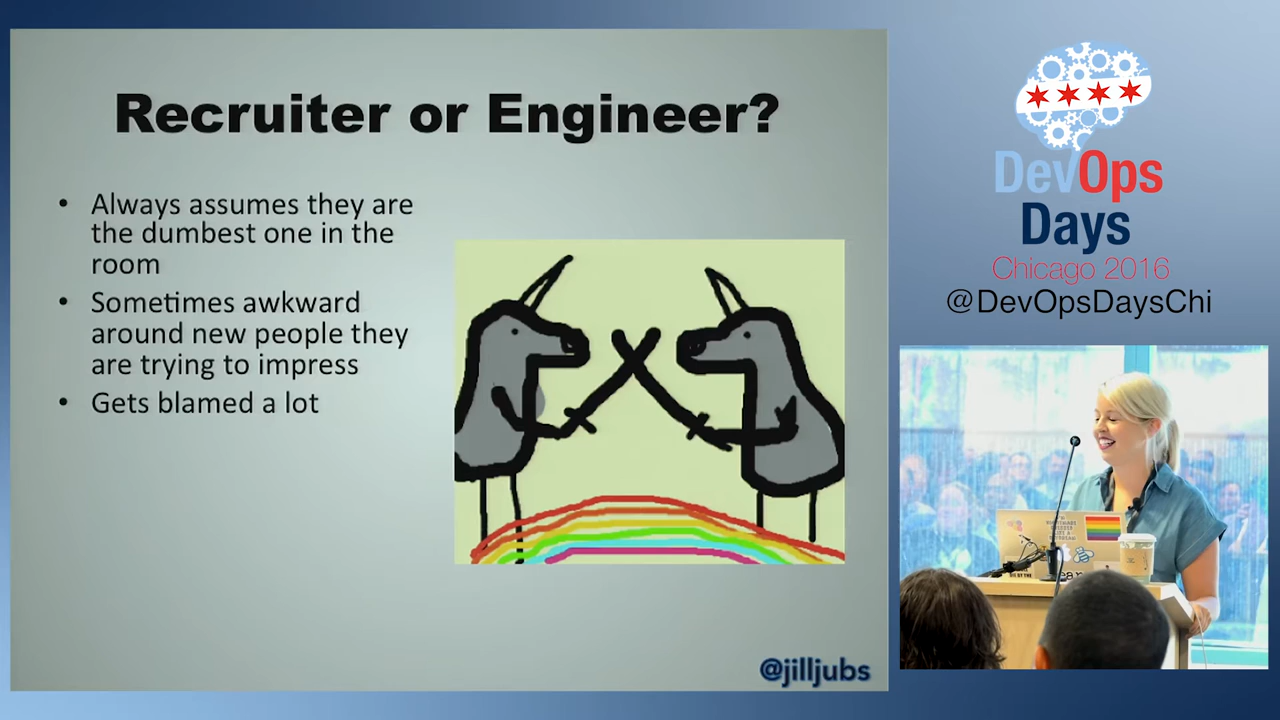 Recruiter or Engineer?
• Always assumes they are
the dumbest one in the
room
• Sometimes awkward
around new people they
are trying to impress
• Gets blamed a lot
@jilljubs
DevOps
Days
Chicago 2016
@DevOpsDaysChi